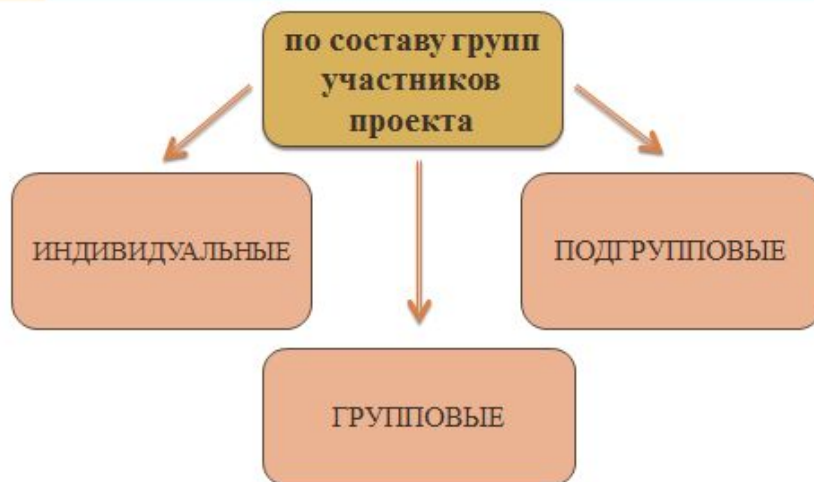 по составу групп
участников
проекта
ИНДИВИДУАЛЬНЫЕ
ПОДГРУППОВЫЕ
ГРУППОВЫЕ